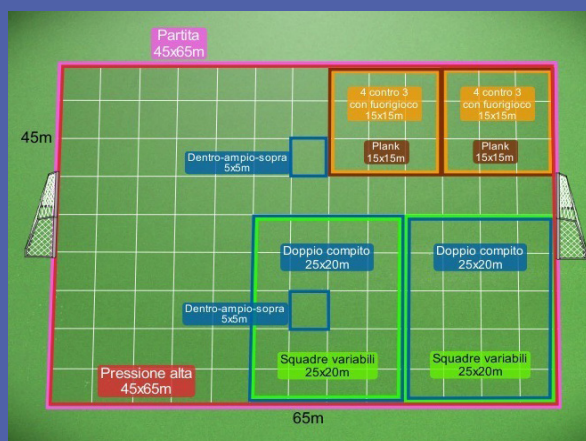 Partita
45x65m
45m
4 contro 3
con fuorigioco
15x15m
Plank
15x15m
4 contro 3
con fuorigioco
15x15m
Plank
15x15m
Dentro-ampio-sopra
5x5m
Doppio compito
25x20m
Doppio compito
25x20m
Dentro-ampio-sopra
5x5m
Squadre variabili
25x20m
Squadre variabili
25x20m
Pressione alta
45x65m
65m